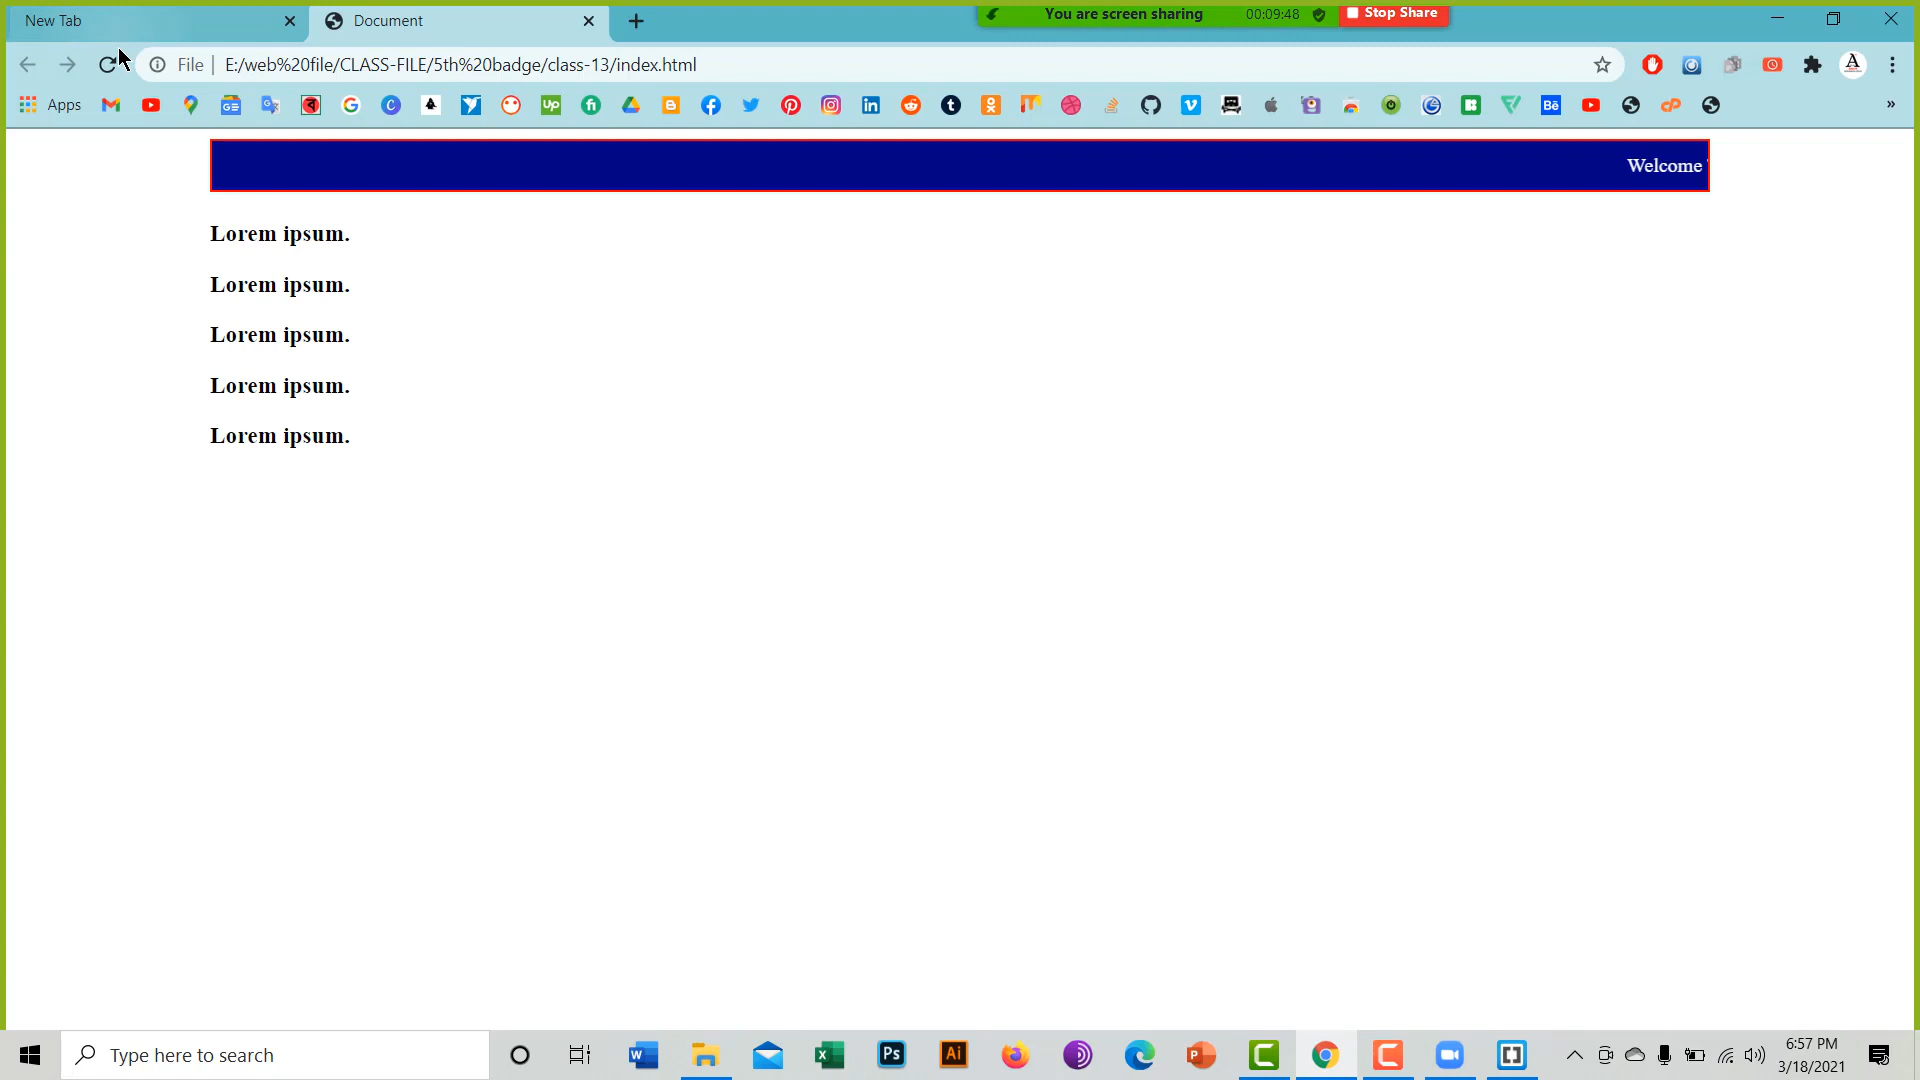 New Tab
Document
You are screen sharing 00:09:48 Stop Share
File | E:/web%20file/CLASS-FILE/5th%20badge/class-13/index.html
Apps
Welcome
Lorem ipsum.
Lorem ipsum.
Lorem ipsum.
Lorem ipsum.
Lorem ipsum.
Type here to search
6:57 PM
3/18/2021